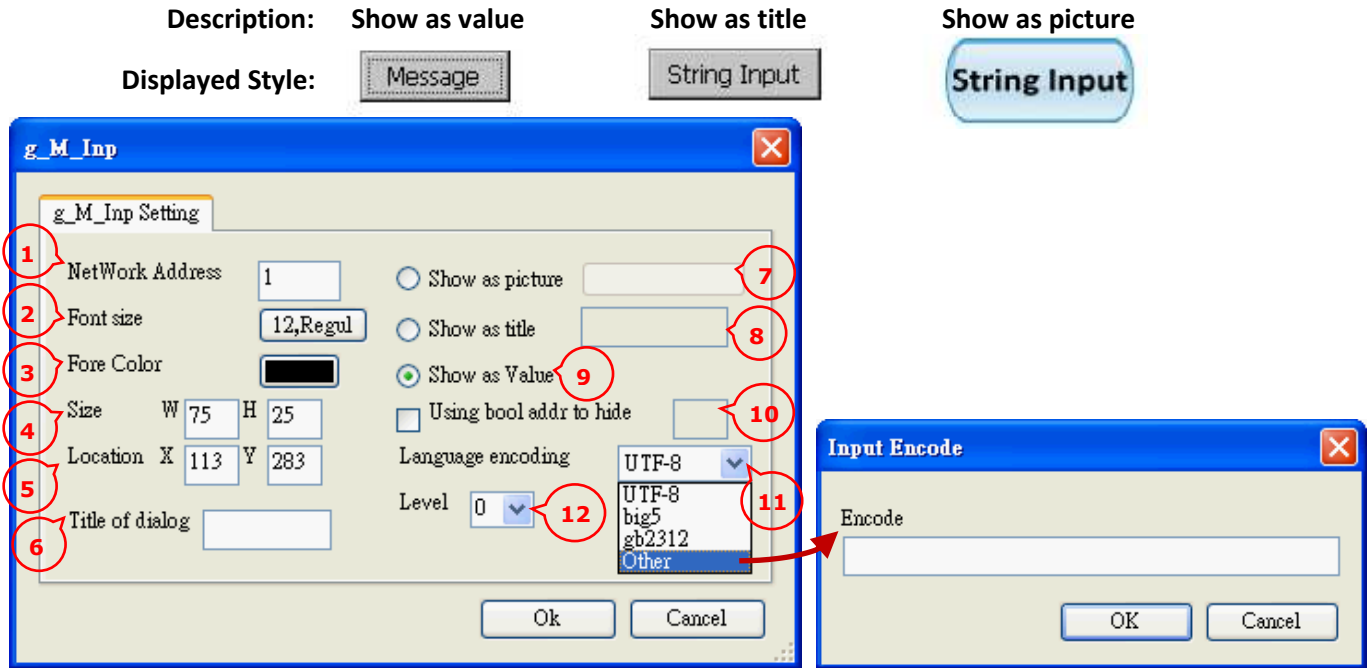 Description: Show as value Show as title Show as picture
Displayed Style: Message String Input String Input
g_M_Inp
g_M_Inp Setting
1 NetWork Address 1
2 Font size 12,Regul
3 Fore Color
4 Size W 75 H 25
5 Location X 113 Y 283
6 Title of dialog
Show as picture 7
Show as title 8
Show as Value 9
Using bool addr to hide 10
Language encoding UTF-8 11
UTF-8
big5
gb2312
Other
Level 0 12
Ok Cancel
Input Encode
Encode
OK Cancel